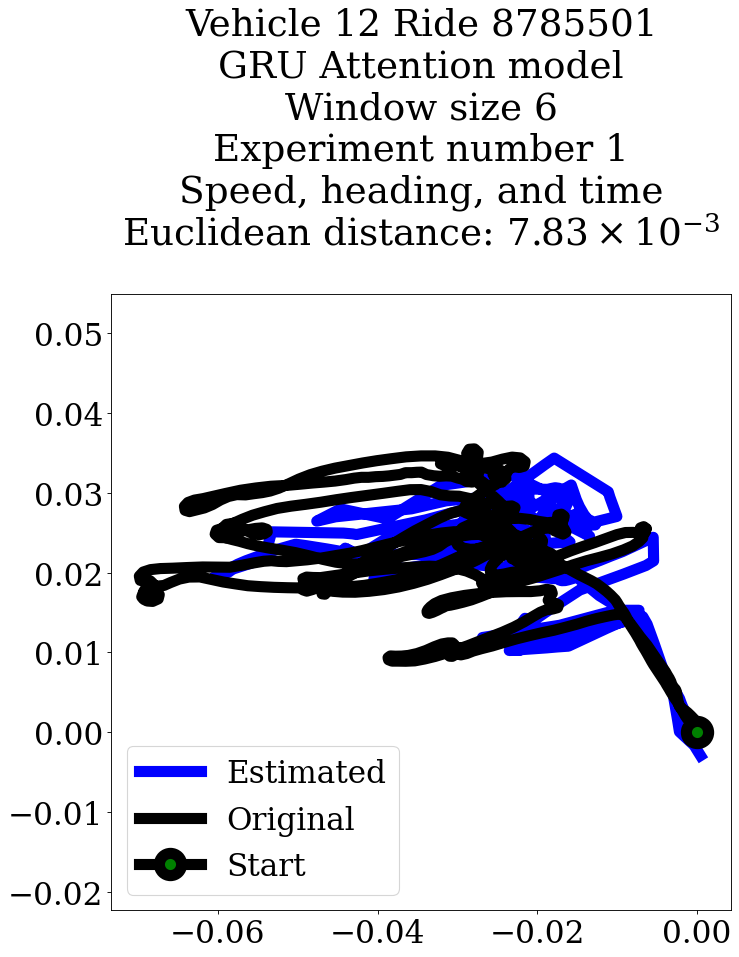 Vehicle 12 Ride 8785501
GRU Attention model
Window size 6
Experiment number 1
Speed, heading, and time
Euclidean distance: 7.83 × 10⁻³
0.05
0.04
0.03
0.02
0.01
0.00
−0.01
−0.02
Estimated
Original
Start
−0.06 −0.04 −0.02 0.00